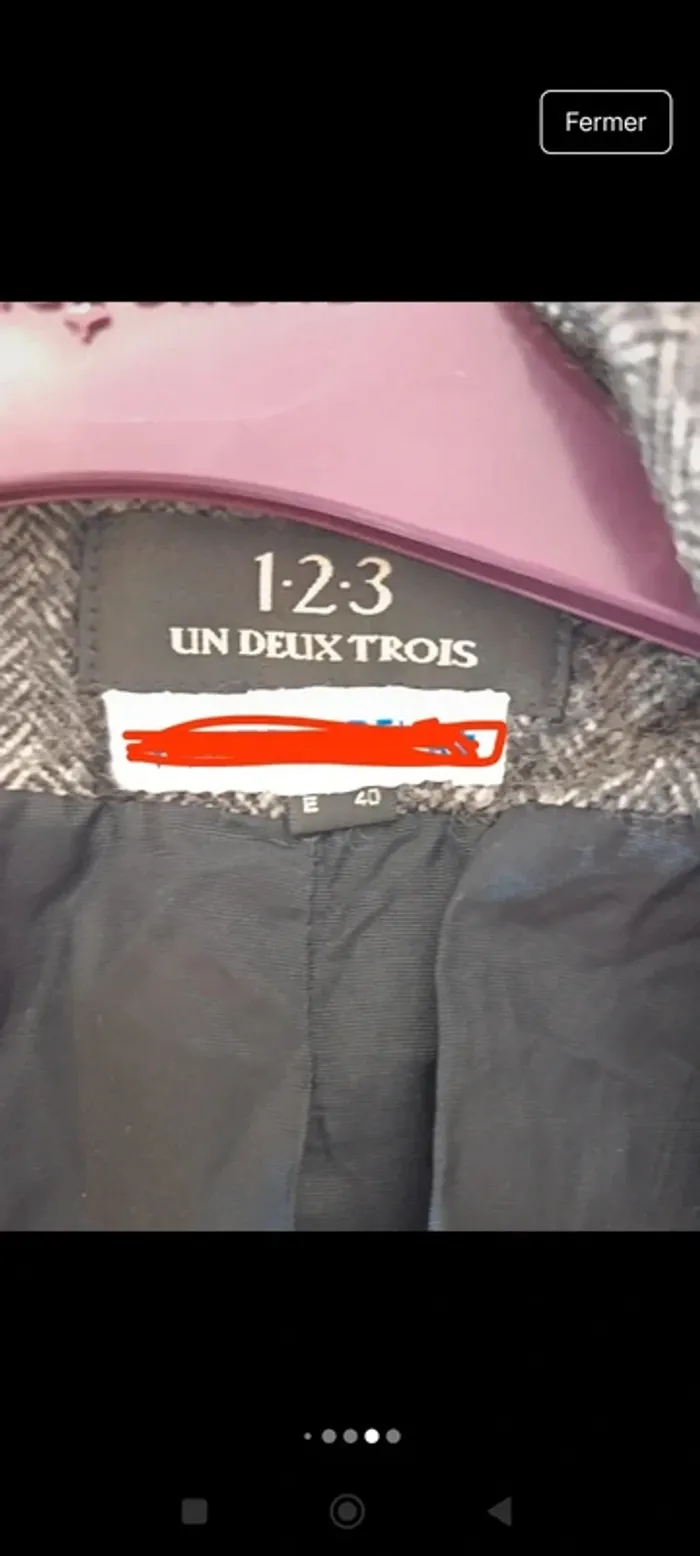 Fermer
1·2·3
UN DEUX TROIS
E 40